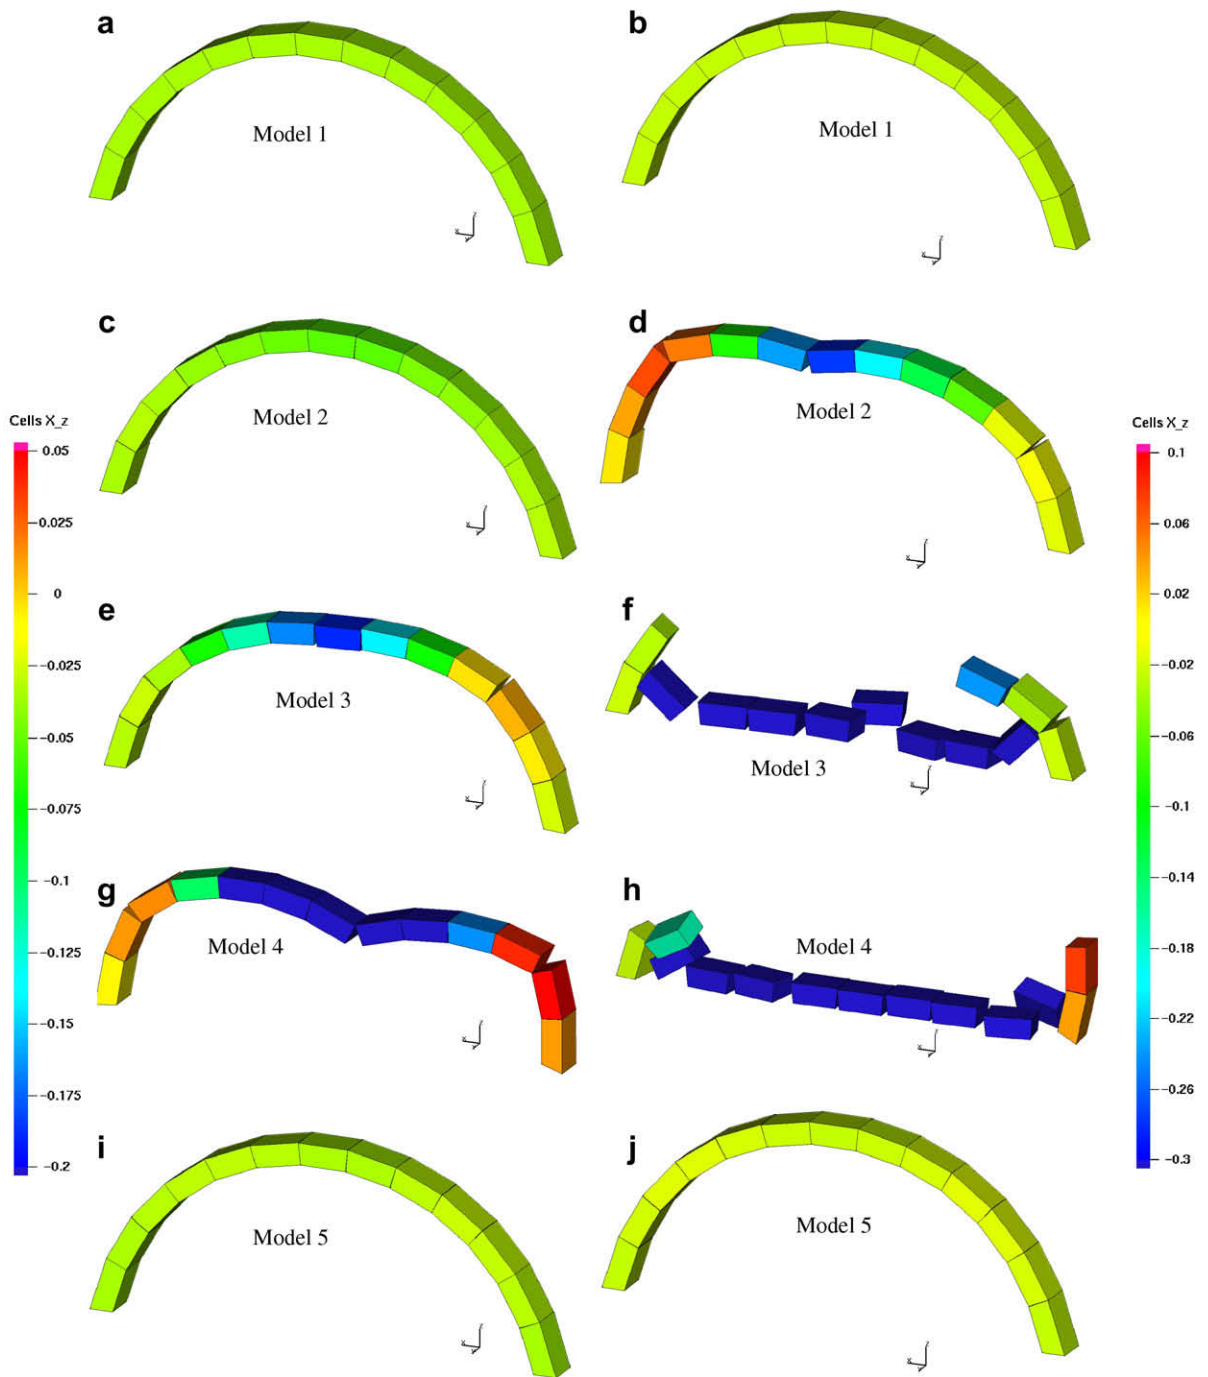 a
b
Model 1
Model 1
c
d
Model 2
Model 2
Cells X_z
0.05
0.025
0
-0.025
-0.05
-0.075
-0.1
-0.125
-0.15
-0.175
-0.2
Cells X_z
0.1
0.06
0.02
-0.02
-0.06
-0.1
-0.14
-0.18
-0.22
-0.26
-0.3
e
f
Model 3
Model 3
g
h
Model 4
Model 4
i
j
Model 5
Model 5